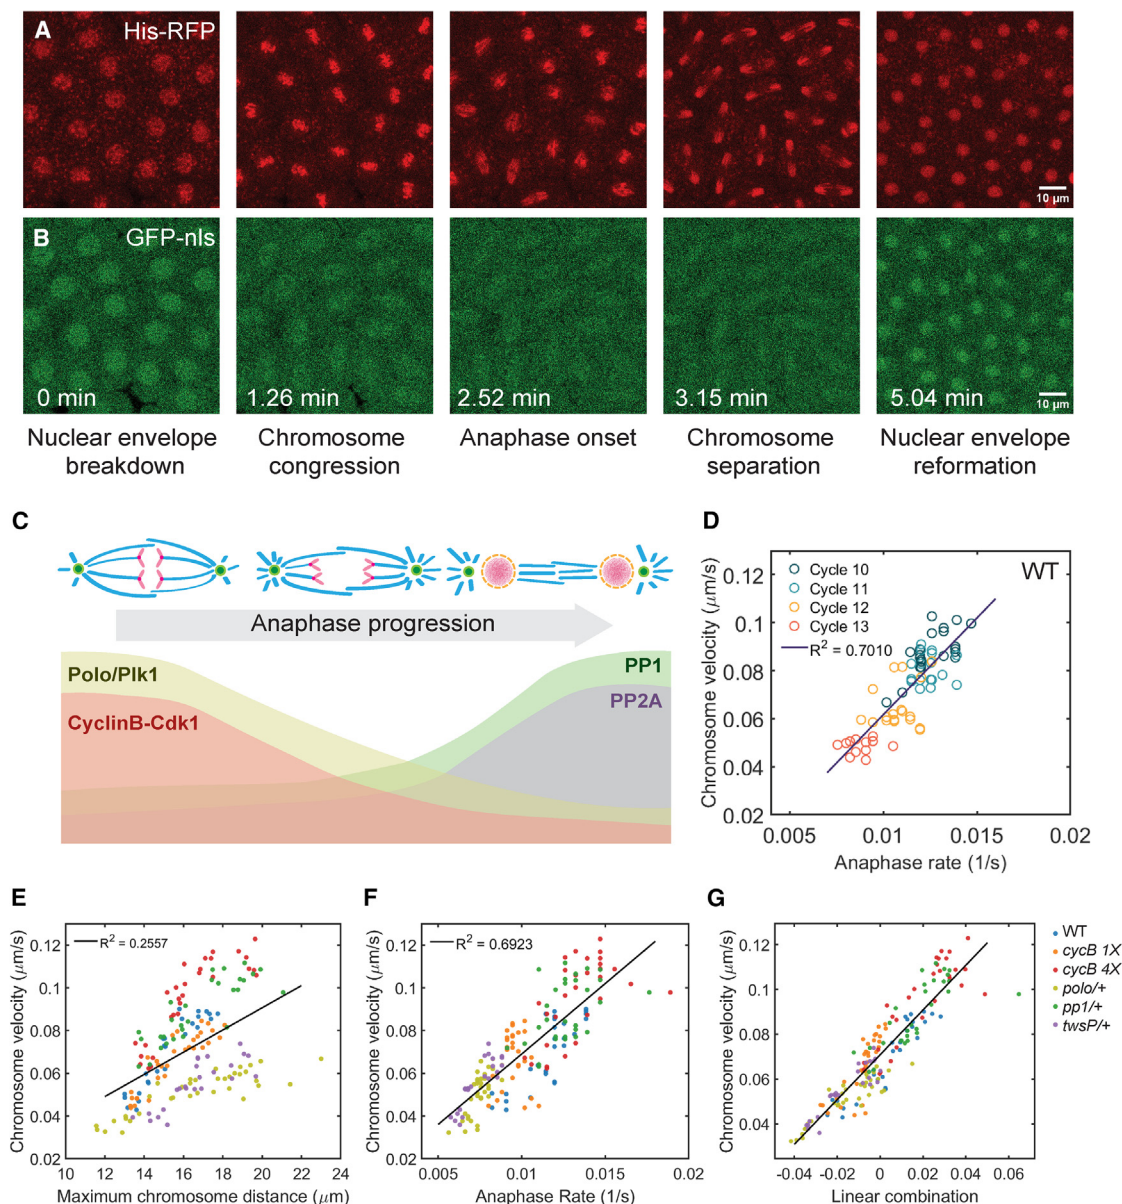 A
His-RFP
10 µm
B
GFP-nls
0 min
1.26 min
2.52 min
3.15 min
5.04 min
10 µm
Nuclear envelope
breakdown
Chromosome
congression
Anaphase onset
Chromosome
separation
Nuclear envelope
reformation
C
Anaphase progression
Polo/Plk1
CyclinB-Cdk1
PP1
PP2A
D
WT
Cycle 10
Cycle 11
Cycle 12
Cycle 13
R² = 0.7010
Chromosome velocity (µm/s)
0.12
0.1
0.08
0.06
0.04
0.02
0.005 0.01 0.015 0.02
Anaphase rate (1/s)
E
R² = 0.2557
Chromosome velocity (µm/s)
0.12
0.1
0.08
0.06
0.04
0.02
10 12 14 16 18 20 22 24
Maximum chromosome distance (µm)
F
R² = 0.6923
Chromosome velocity (µm/s)
0.12
0.1
0.08
0.06
0.04
0.02
0.005 0.01 0.015 0.02
Anaphase Rate (1/s)
G
Chromosome velocity (µm/s)
0.12
0.1
0.08
0.06
0.04
-0.04 -0.02 0 0.02 0.04 0.06
Linear combination
WT
cycB 1X
cycB 4X
polo/+
pp1/+
twsP/+